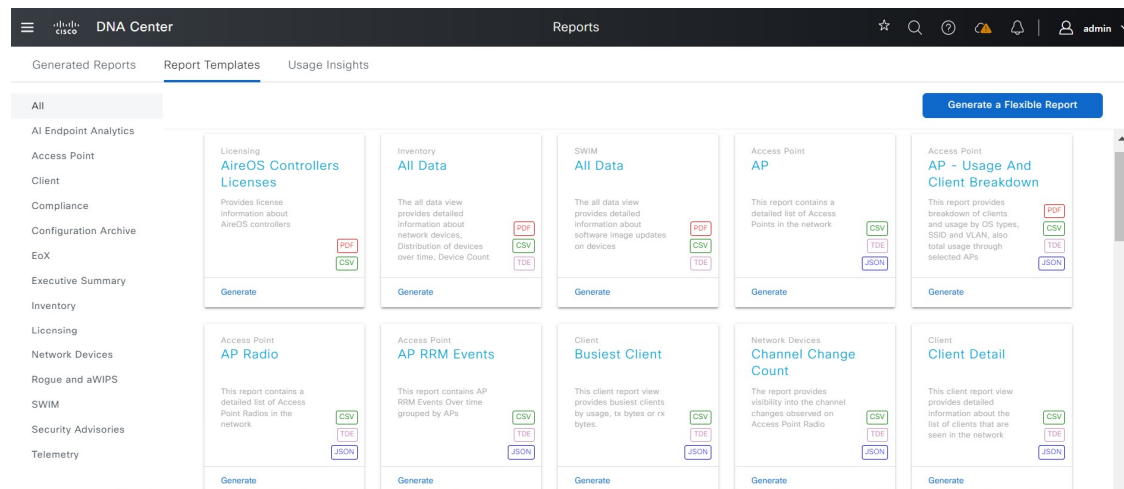 CISCO DNA Center
Reports
admin
Generated Reports
Report Templates
Usage Insights
All
AI Endpoint Analytics
Access Point
Client
Compliance
Configuration Archive
EoX
Executive Summary
Inventory
Licensing
Network Devices
Rogue and aWIPS
SWIM
Security Advisories
Telemetry
Generate a Flexible Report
Licensing
AireOS Controllers
Licenses
Provides license
information about
AireOS controllers
PDF
CSV
Generate
Inventory
All Data
The all data view
provides detailed
information about
network devices,
Distribution of devices
over time, Device Count
PDF
CSV
TDE
Generate
SWIM
All Data
The all data view
provides detailed
information about
software image updates
on devices
PDF
CSV
TDE
Generate
Access Point
AP
This report contains a
detailed list of Access
Points in the network
CSV
TDE
JSON
Generate
Access Point
AP - Usage And
Client Breakdown
This report provides
breakdown of clients
and usage by OS types,
SSID and VLAN, also
total usage through
selected APs
PDF
CSV
TDE
JSON
Generate
Access Point
AP Radio
This report contains a
detailed list of Access
Point Radios in the
network
CSV
TDE
JSON
Generate
Access Point
AP RRM Events
This report contains AP
RRM Events Over time
grouped by APs
CSV
TDE
JSON
Generate
Client
Busiest Client
This client report view
provides busiest clients
by usage, tx bytes or rx
bytes.
CSV
TDE
JSON
Generate
Network Devices
Channel Change
Count
The report provides
visibility into the channel
changes observed on
Access Point Radio
CSV
TDE
JSON
Generate
Client
Client Detail
This client report view
provides detailed
information about the
list of clients that are
seen in the network
CSV
TDE
JSON
Generate